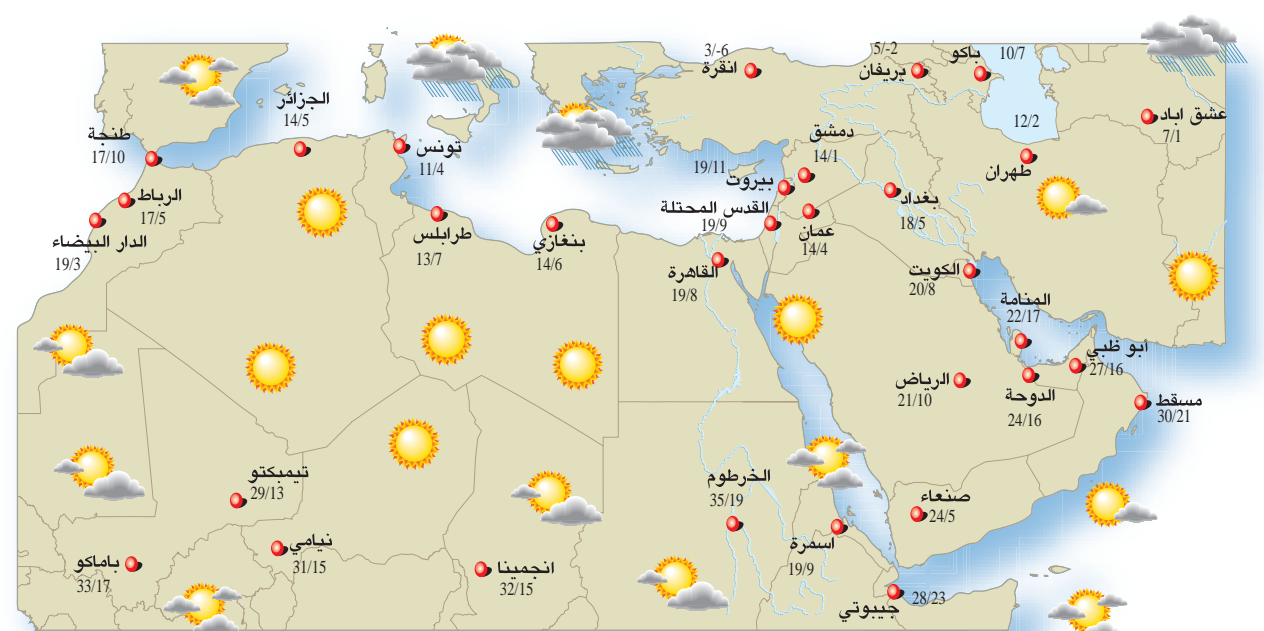 3/-6
انقرة
5/-2
يريفان
باكو
10/7
عشق اباد
7/1
12/2
طهران
الجزائر
14/5
طنجة
17/10
تونس
11/4
دمشق
14/1
19/11
بيروت
بغداد
18/5
الرباط
17/5
القدس المحتلة
19/9
عمان
14/4
الدار البيضاء
19/3
طرابلس
13/7
بنغازي
14/6
القاهرة
19/8
الكويت
20/8
المنامة
22/17
ابو ظبي
27/16
الرياض
21/10
الدوحة
24/16
مسقط
30/21
تيمبكتو
29/13
الخرطوم
35/19
صنعاء
24/5
نيامي
31/15
اسمرة
19/9
باماكو
33/17
انجمينا
32/15
جيبوتي
28/23